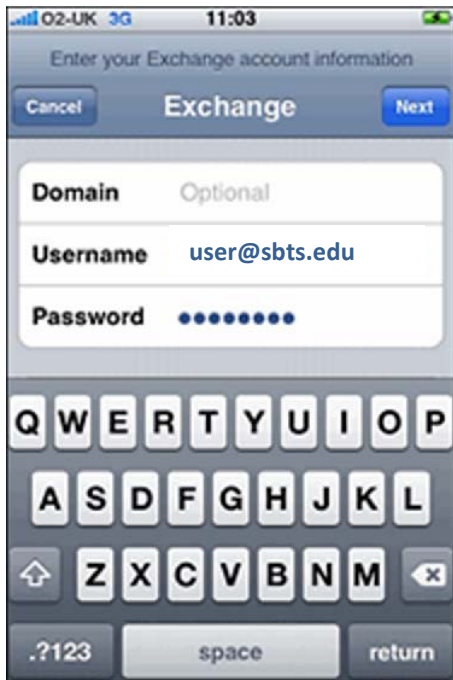 O2-UK 3G 11:03
Enter your Exchange account information
Cancel Exchange Next
Domain Optional
Username user@sbts.edu
Password ●●●●●●●●
Q W E R T Y U I O P
A S D F G H J K L
Z X C V B N M
.?123 space return